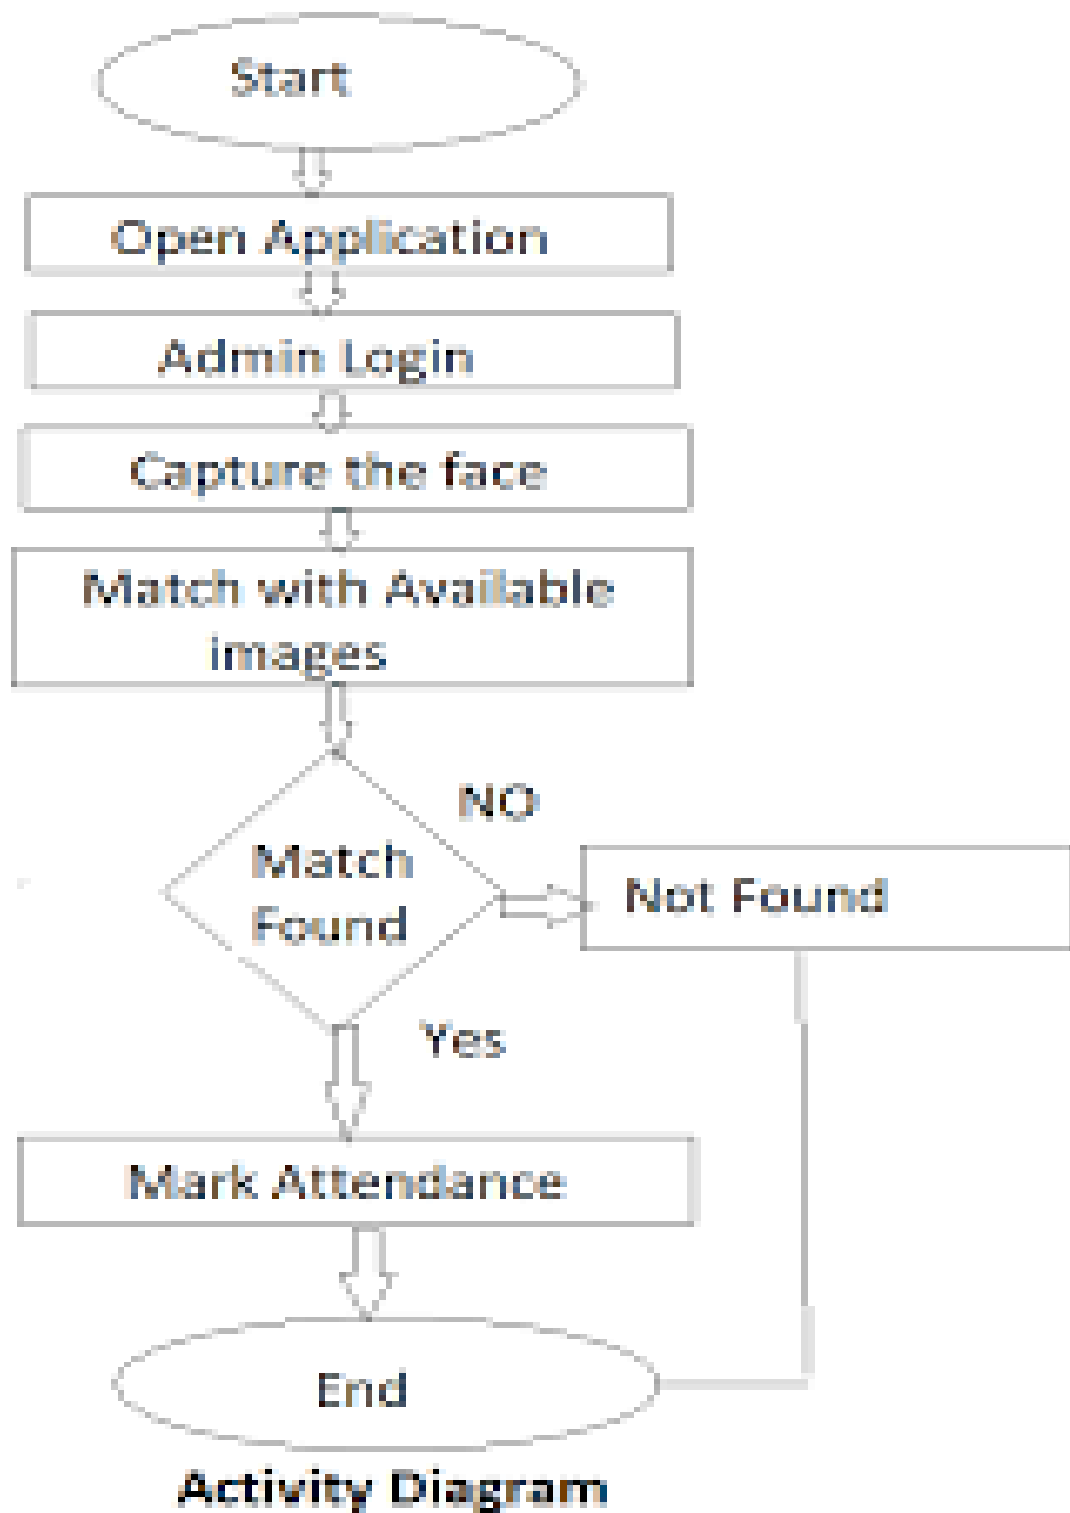 Start
Open Application
Admin Login
Capture the face
Match with Available
images
NO
Match
Found
Not Found
Yes
Mark Attendance
End
Activity Diagram